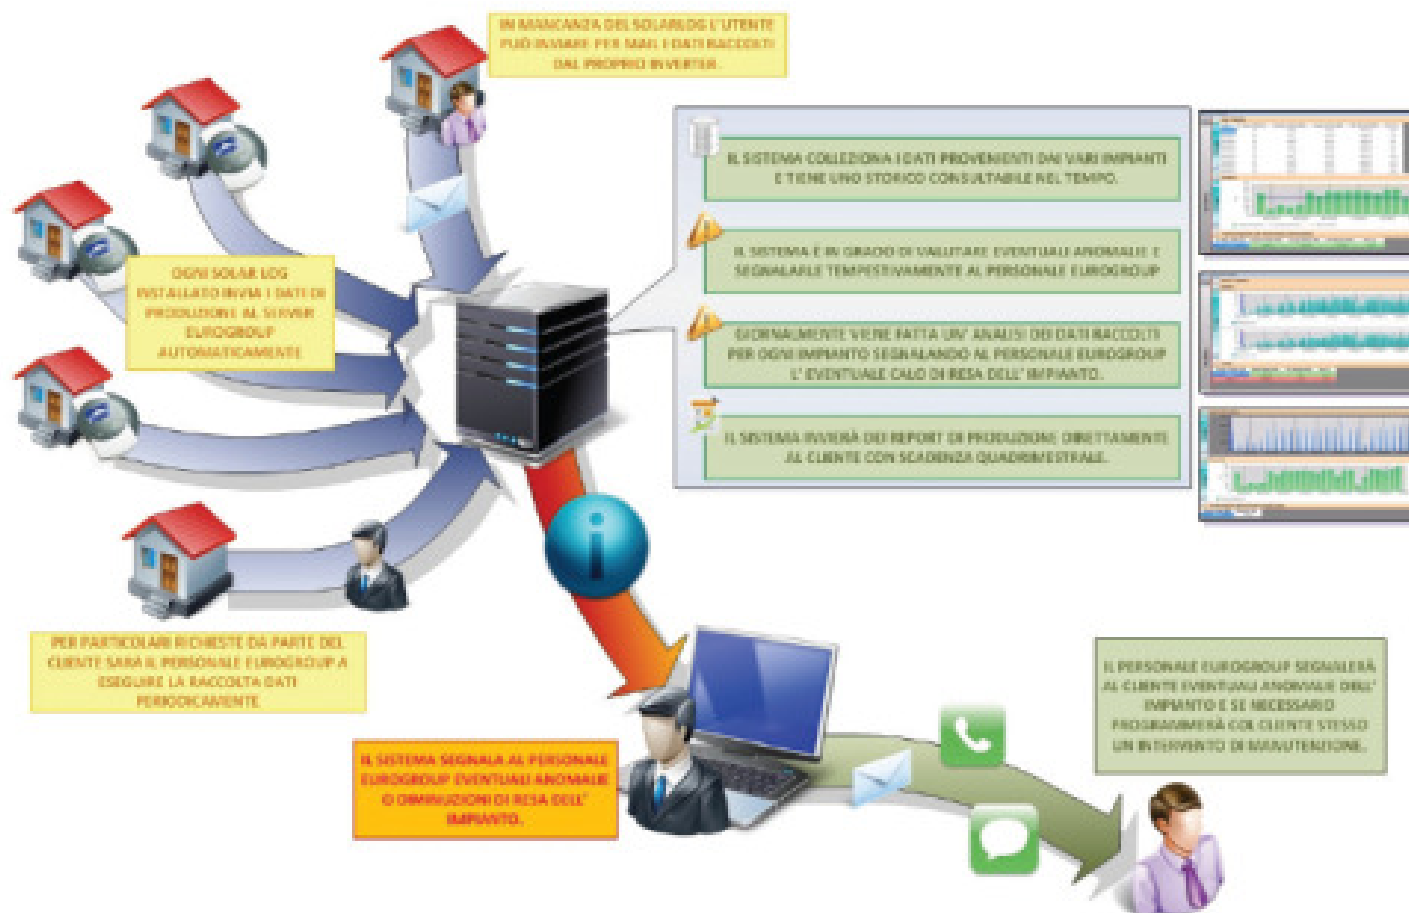 IN MANCANZA DEL SOLARLOG L'UTENTE
PUÒ INVIARE PER MAIL I DATI RACCOLTI
DAL PROPRIO INVERTER.
IL SISTEMA COLLEZIONA I DATI PROVENIENTI DAI VARI IMPIANTI
E TIENE UNO STORICO CONSULTABILE NEL TEMPO.
IL SISTEMA È IN GRADO DI VALUTARE EVENTUALI ANOMALIE E
SEGNALARLE TEMPESTIVAMENTE AL PERSONALE EUROGROUP
GIORNALMENTE VIENE FATTA UN' ANALISI DEI DATI RACCOLTI
PER OGNI IMPIANTO SEGNALANDO AL PERSONALE EUROGROUP
L' EVENTUALE CALO DI RESA DELL' IMPIANTO.
IL SISTEMA INVIERÀ DEI REPORT DI PRODUZIONE DIRETTAMENTE
AL CLIENTE CON SCADENZA QUADRIMESTRALE.
OGNI SOLAR LOG
INSTALLATO INVIA I DATI DI
PRODUZIONE AL SERVER
EUROGROUP
AUTOMATICAMENTE
PER PARTICOLARI RICHIESTE DA PARTE DEL
CLIENTE SARÀ IL PERSONALE EUROGROUP A
ESEGUIRE LA RACCOLTA DATI
PERIODICAMENTE
IL SISTEMA SEGNALA AL PERSONALE
EUROGROUP EVENTUALI ANOMALIE
O DIMINUZIONI DI RESA DELL'
IMPIANTO.
IL PERSONALE EUROGROUP SEGNALERÀ
AL CLIENTE EVENTUALI ANOMALIE DELL'
IMPIANTO E SE NECESSARIO
PROGRAMMERÀ COL CLIENTE STESSO
UN INTERVENTO DI MANUTENZIONE.